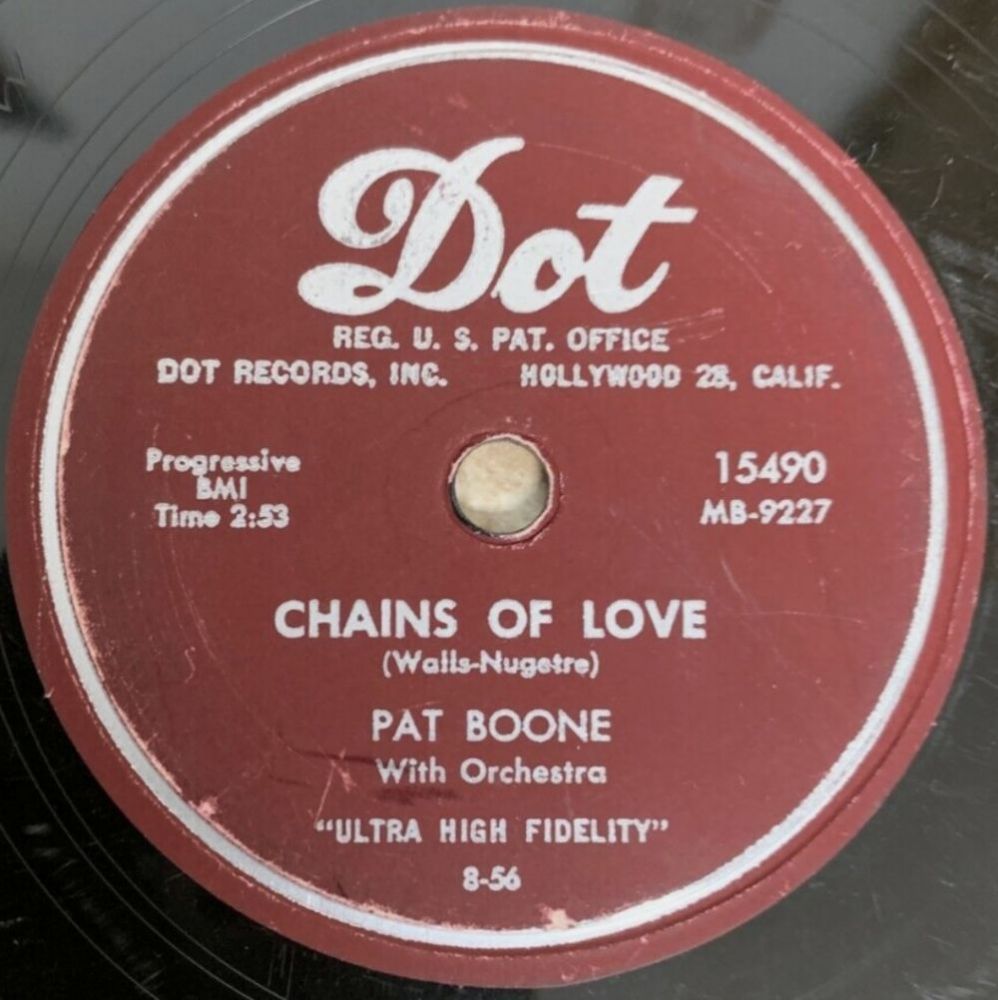 Dot
REG. U. S. PAT. OFFICE
DOT RECORDS, INC. HOLLYWOOD 28, CALIF.
Progressive
BMI
Time 2:53
15490
MB-9227
CHAINS OF LOVE
(Walls-Nugetre)
PAT BOONE
With Orchestra
“ULTRA HIGH FIDELITY”
8-56